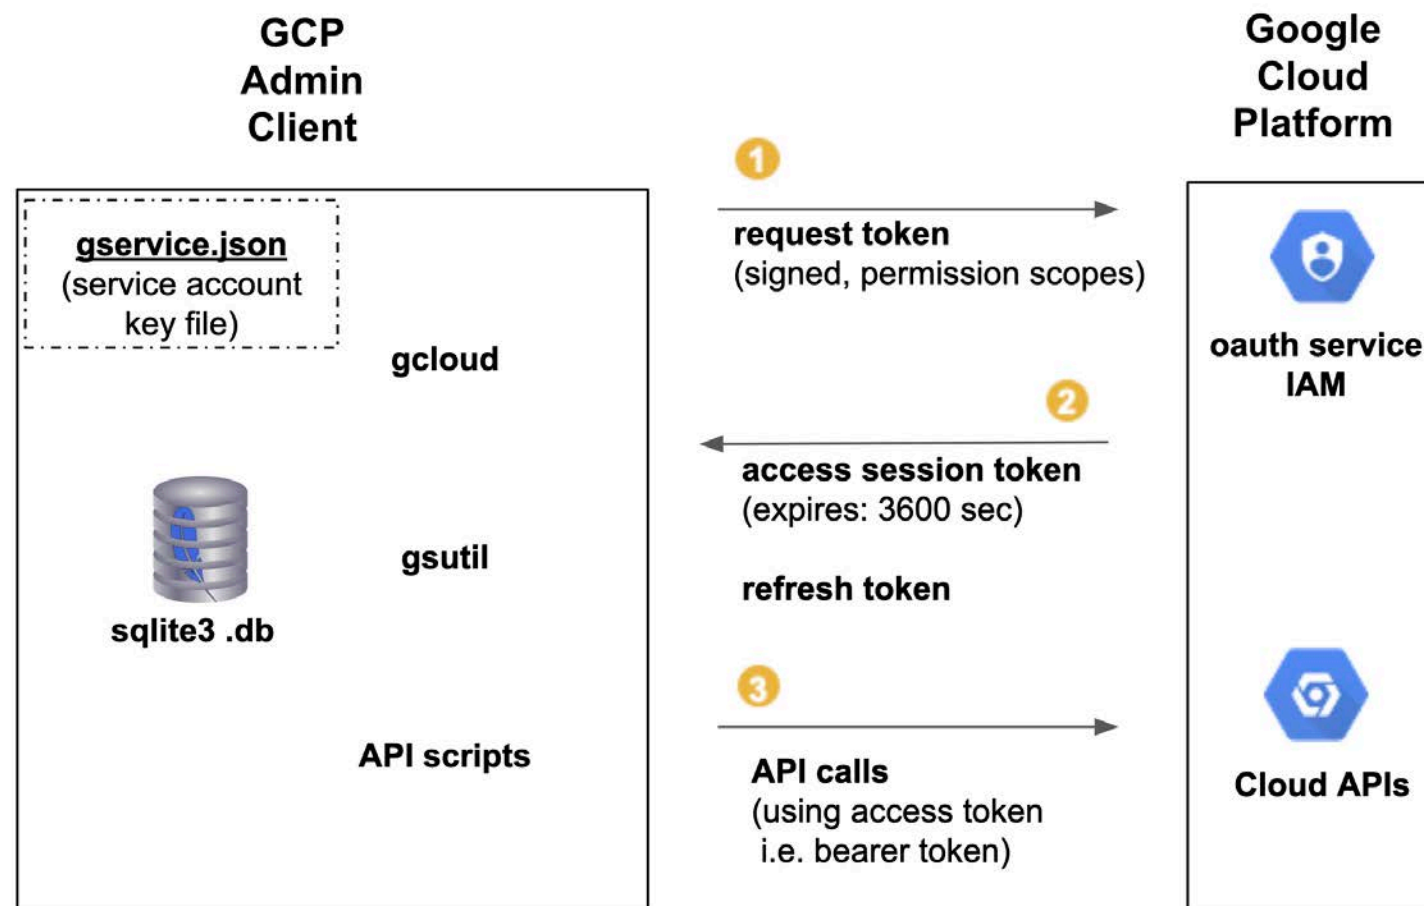 GCP
Admin
Client
Google
Cloud
Platform
gservice.json
(service account
key file)
gcloud
gsutil
sqlite3 .db
API scripts
1
request token
(signed, permission scopes)
2
access session token
(expires: 3600 sec)
refresh token
3
API calls
(using access token
i.e. bearer token)
oauth service
IAM
Cloud APIs